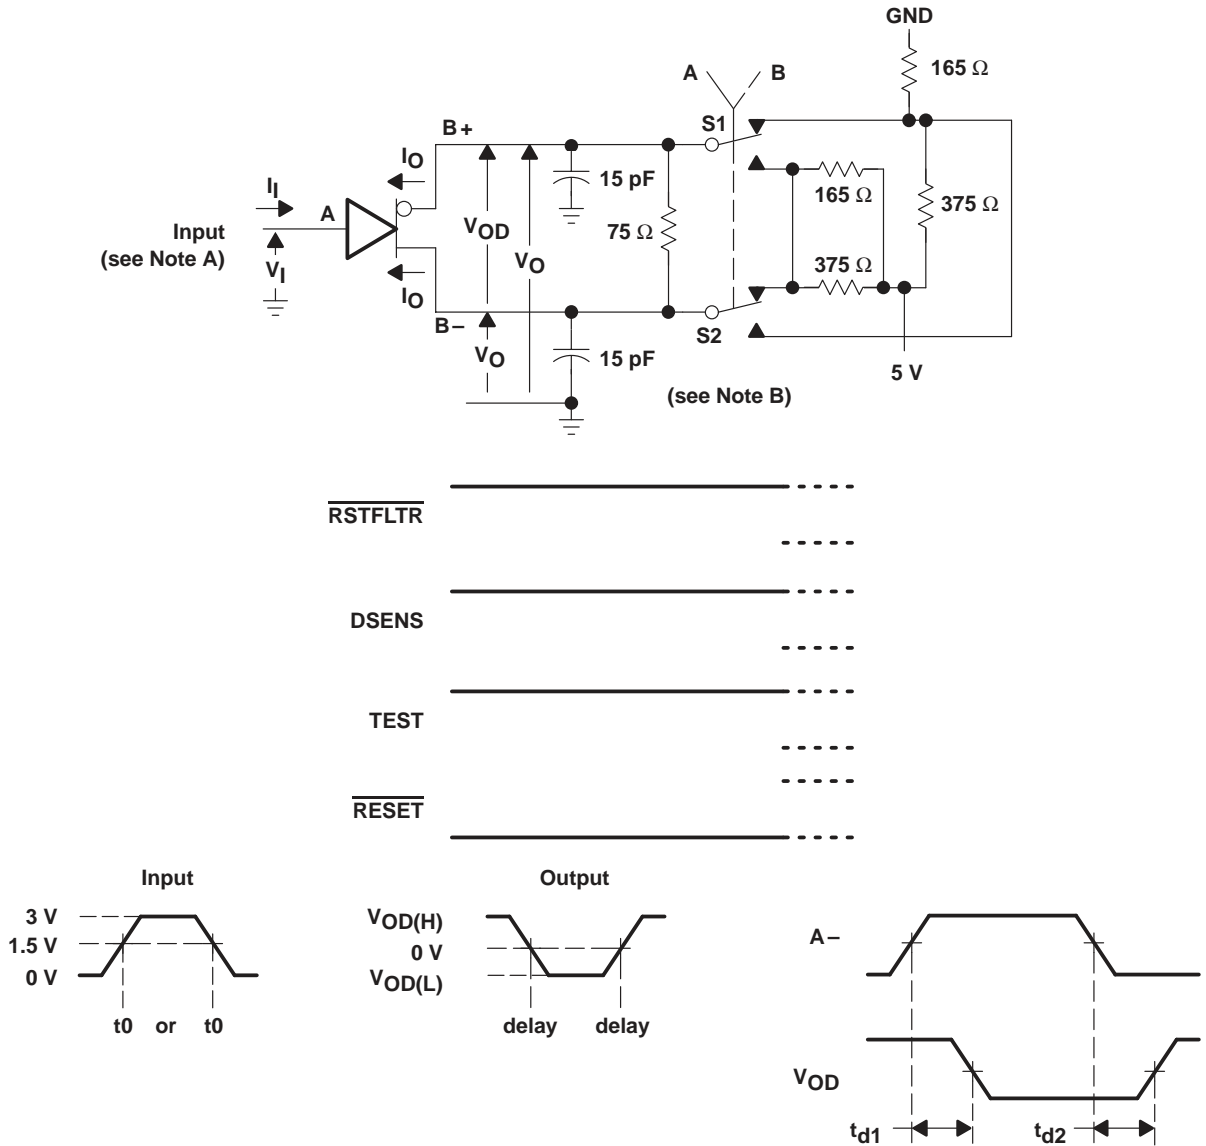 GND
165 Ω
A
B
S1
B+
IO
15 pF
II
A
165 Ω
375 Ω
Input
(see Note A)
VOD
VO
75 Ω
VI
375 Ω
IO
B–
S2
VO
15 pF
5 V
(see Note B)
RSTFLTR
DSENS
TEST
RESET
Input
Output
3 V
1.5 V
0 V
t0 or t0
VOD(H)
0 V
VOD(L)
delay delay
A–
VOD
td1
td2